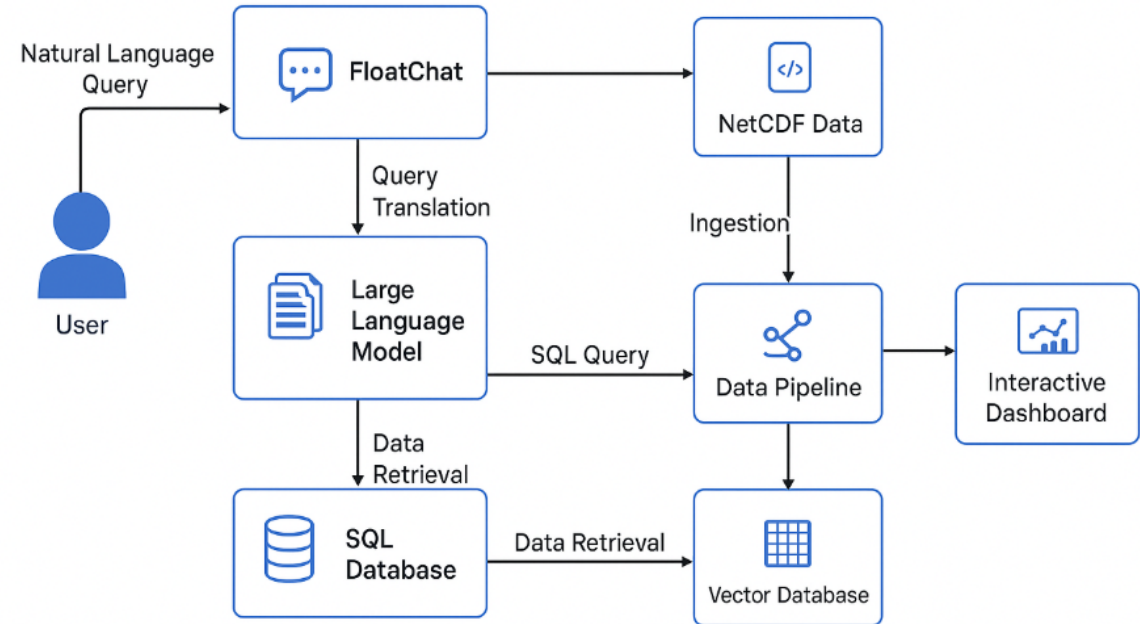 Natural Language
Query
FloatChat
NetCDF Data
Query
Translation
Ingestion
User
Large
Language
Model
SQL Query
Data Pipeline
Interactive
Dashboard
Data
Retrieval
SQL
Database
Data Retrieval
Vector Database